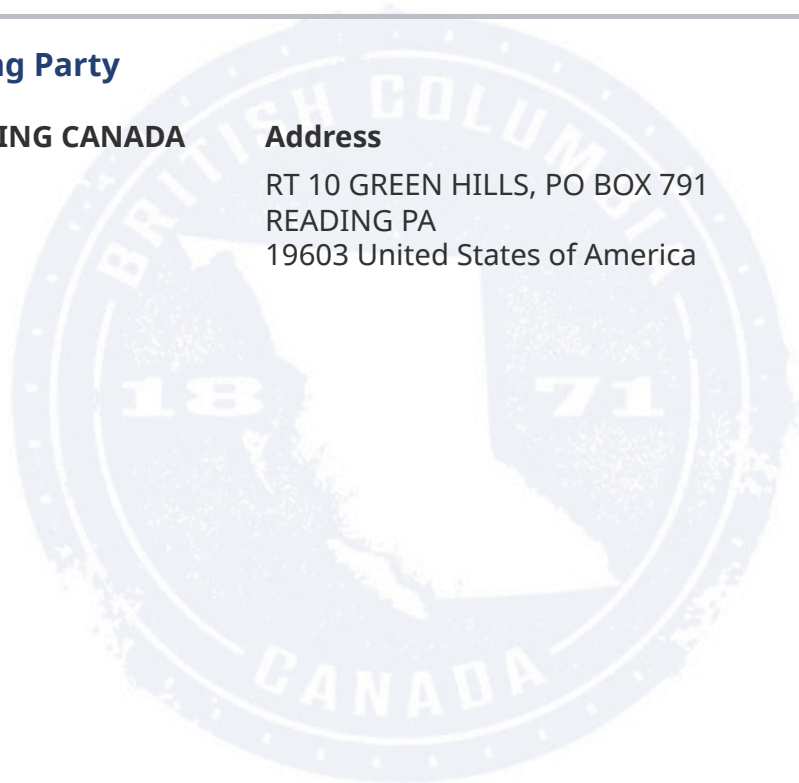 ng Party
ING CANADA
Address
RT 10 GREEN HILLS, PO BOX 791
READING PA
19603 United States of America
BRITISH COLUMBIA
18 71
CANADA